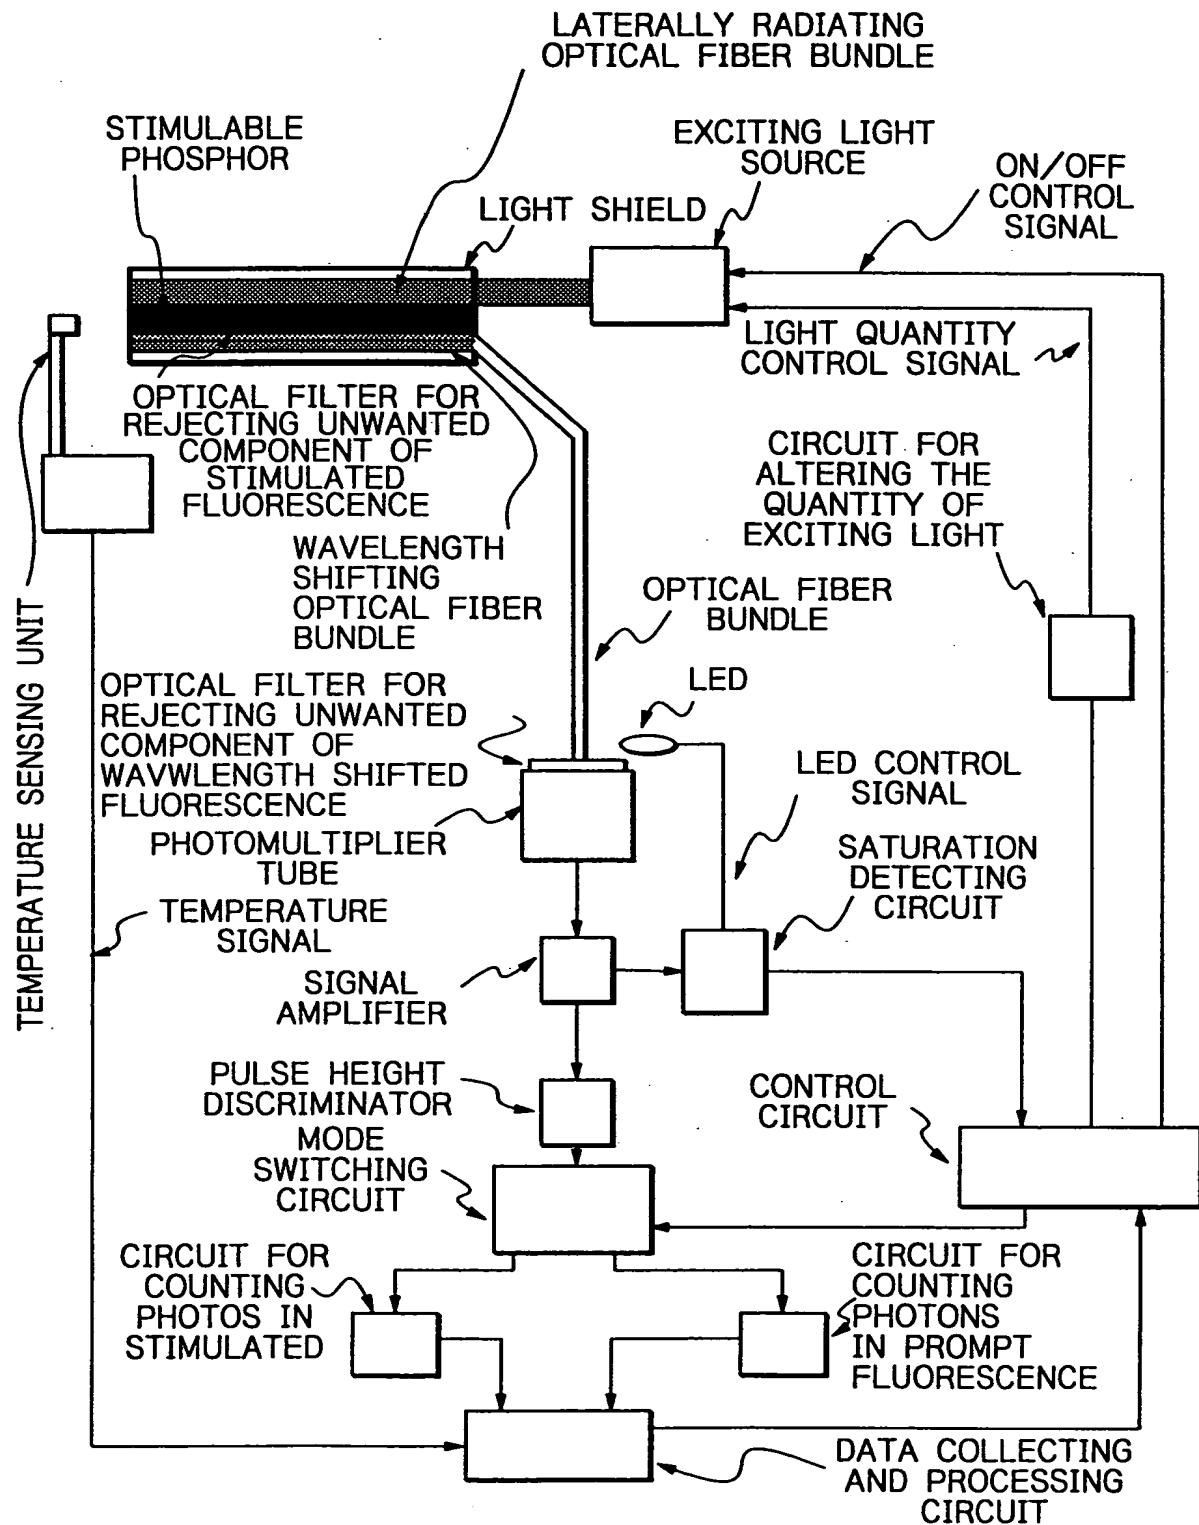 LATERALLY RADIATING
OPTICAL FIBER BUNDLE
STIMULABLE
PHOSPHOR
EXCITING LIGHT
SOURCE
ON/OFF
CONTROL
SIGNAL
LIGHT SHIELD
LIGHT QUANTITY
CONTROL SIGNAL
OPTICAL FILTER FOR
REJECTING UNWANTED
COMPONENT OF
STIMULATED
FLUORESCENCE
CIRCUIT FOR
ALTERING THE
QUANTITY OF
EXCITING LIGHT
WAVELENGTH
SHIFTING
OPTICAL FIBER
BUNDLE
OPTICAL FIBER
BUNDLE
TEMPERATURE SENSING UNIT
OPTICAL FILTER FOR
REJECTING UNWANTED
COMPONENT OF
WAVWLENGTH SHIFTED
FLUORESCENCE
LED
LED CONTROL
SIGNAL
PHOTOMULTIPLIER
TUBE
SATURATION
DETECTING
CIRCUIT
TEMPERATURE
SIGNAL
SIGNAL
AMPLIFIER
PULSE HEIGHT
DISCRIMINATOR
CONTROL
CIRCUIT
MODE
SWITCHING
CIRCUIT
CIRCUIT FOR
COUNTING
PHOTOS IN
STIMULATED
CIRCUIT FOR
COUNTING
PHOTONS
IN PROMPT
FLUORESCENCE
DATA COLLECTING
AND PROCESSING
CIRCUIT